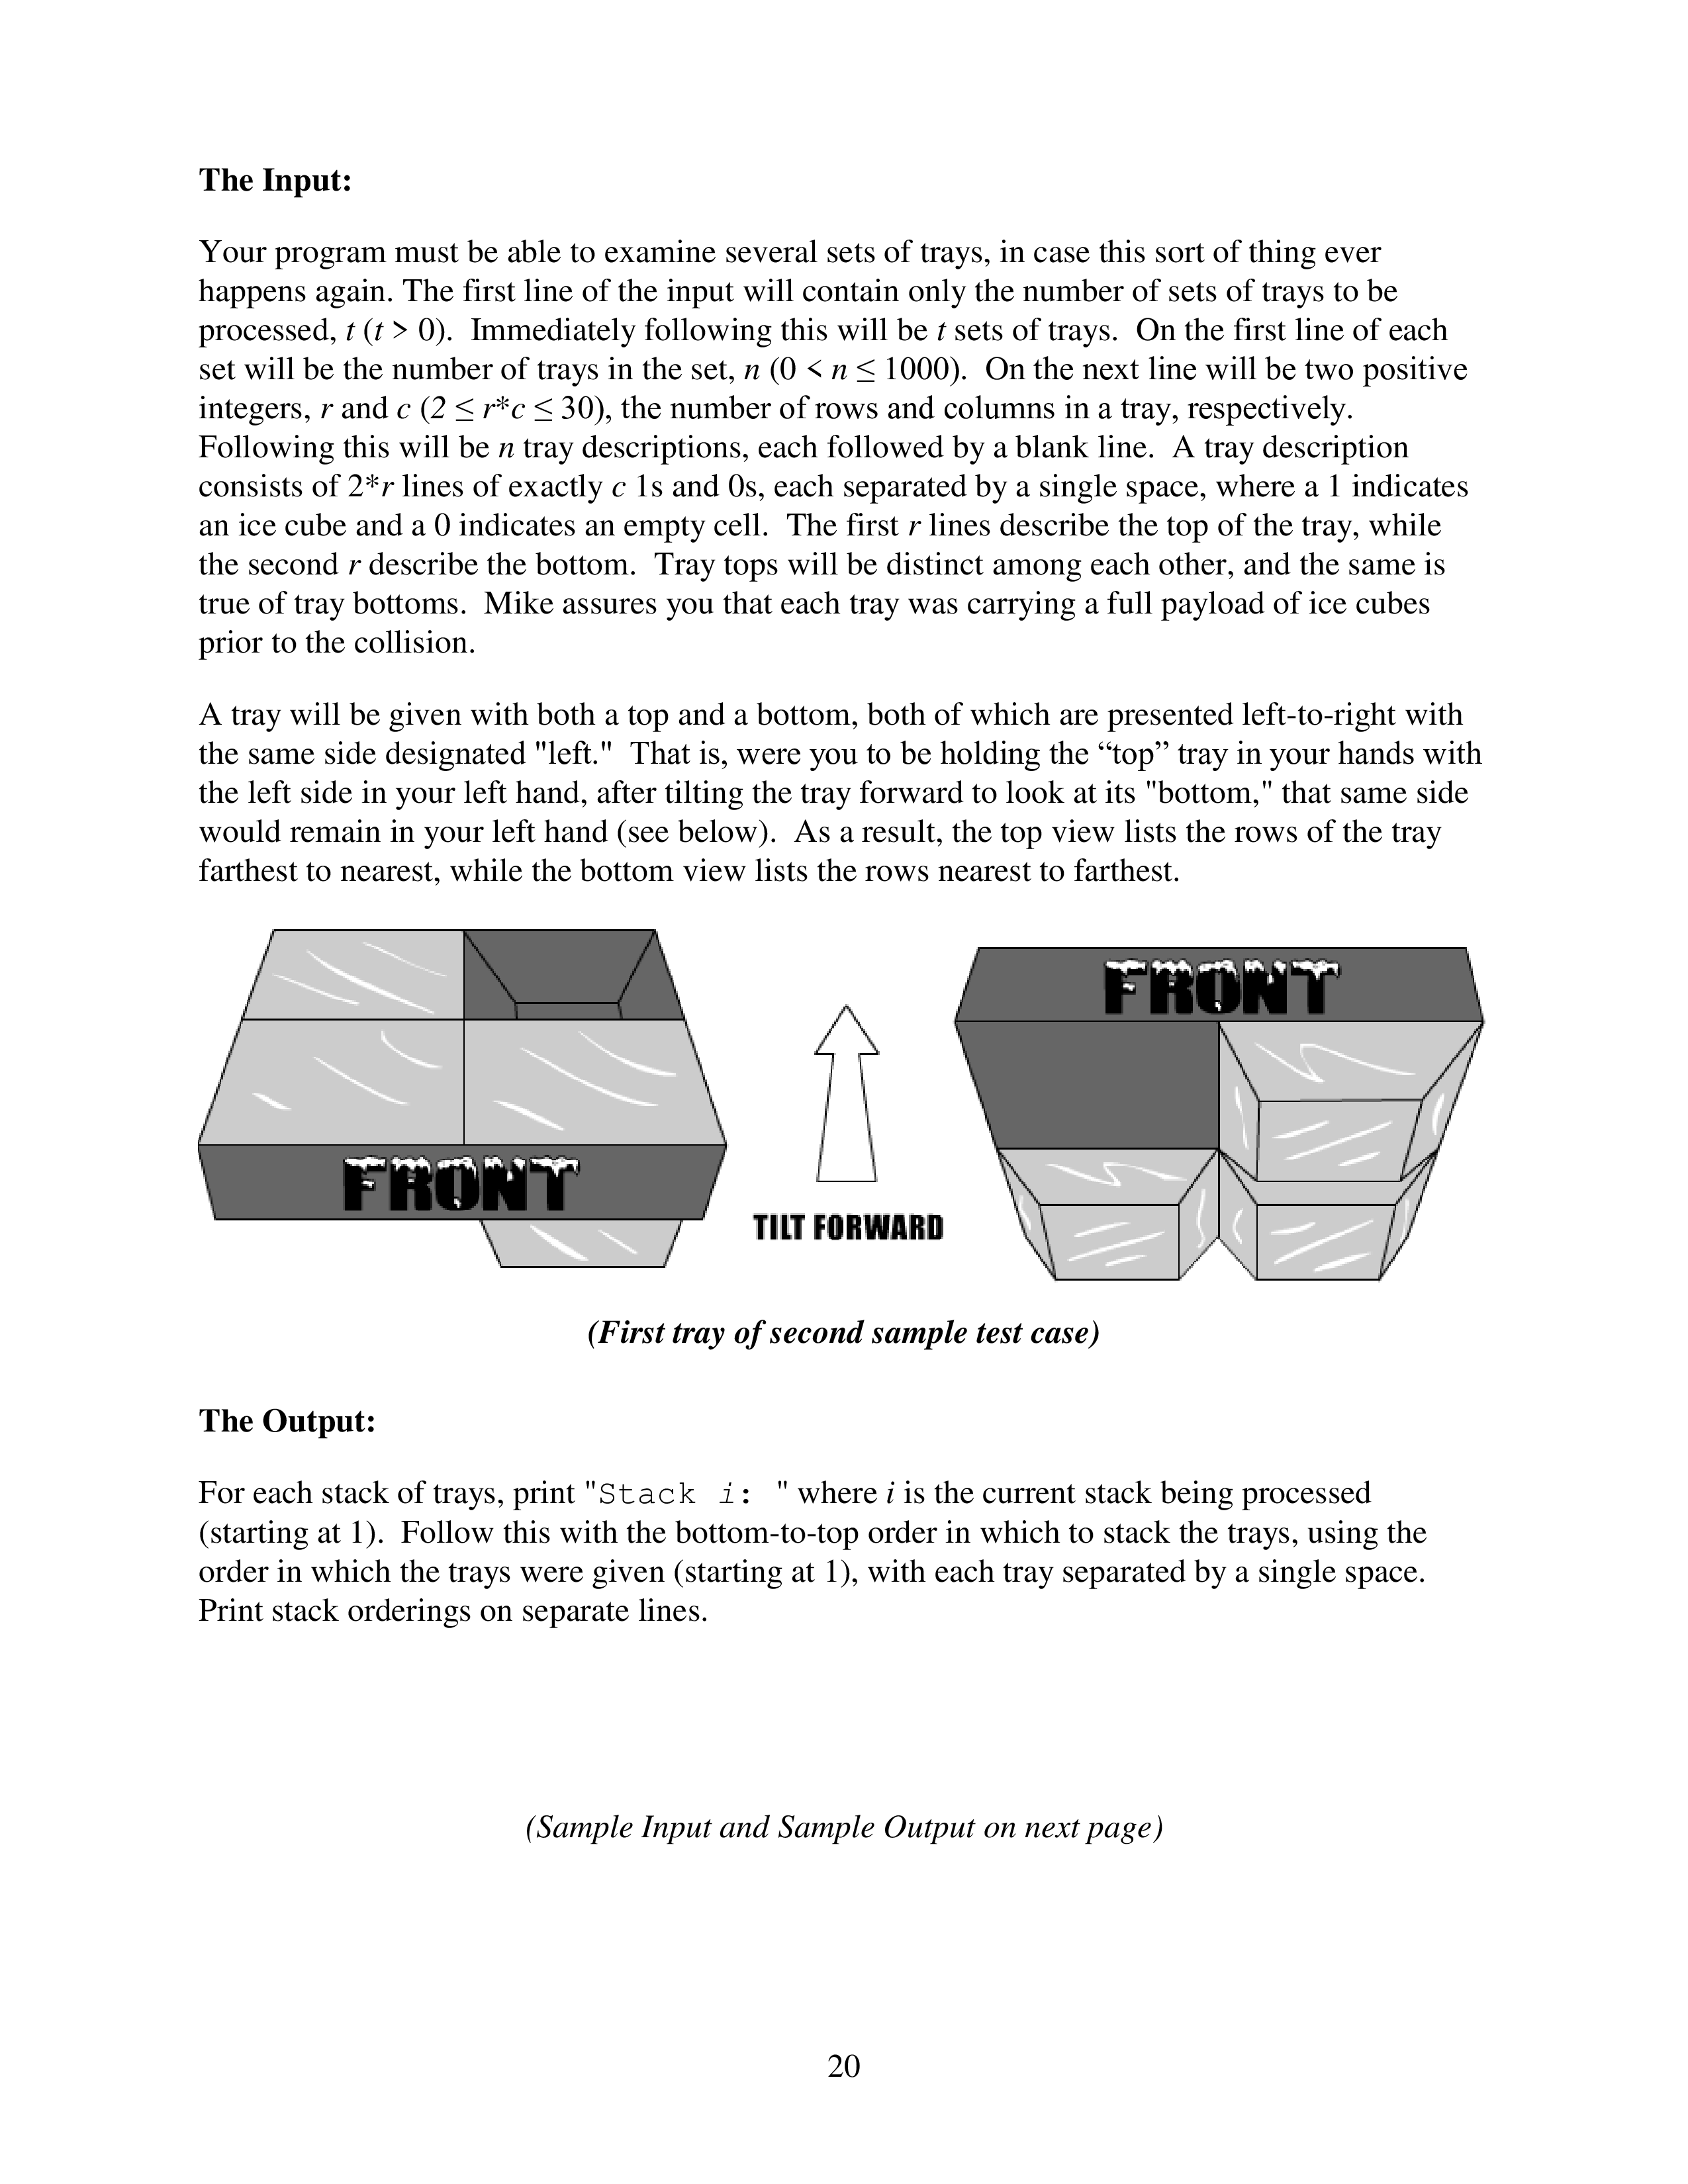 The Input:
Your program must be able to examine several sets of trays, in case this sort of thing ever
happens again. The first line of the input will contain only the number of sets of trays to be
processed, t (t > 0).  Immediately following this will be t sets of trays.  On the first line of each
set will be the number of trays in the set, n (0 < n ≤ 1000).  On the next line will be two positive
integers, r and c (2 ≤ r*c ≤ 30), the number of rows and columns in a tray, respectively.
Following this will be n tray descriptions, each followed by a blank line.  A tray description
consists of 2*r lines of exactly c 1s and 0s, each separated by a single space, where a 1 indicates
an ice cube and a 0 indicates an empty cell.  The first r lines describe the top of the tray, while
the second r describe the bottom.  Tray tops will be distinct among each other, and the same is
true of tray bottoms.  Mike assures you that each tray was carrying a full payload of ice cubes
prior to the collision.
A tray will be given with both a top and a bottom, both of which are presented left-to-right with
the same side designated "left."  That is, were you to be holding the “top” tray in your hands with
the left side in your left hand, after tilting the tray forward to look at its "bottom," that same side
would remain in your left hand (see below).  As a result, the top view lists the rows of the tray
farthest to nearest, while the bottom view lists the rows nearest to farthest.
FRONT
FRONT
TILT FORWARD
(First tray of second sample test case)
The Output:
For each stack of trays, print "Stack i: " where i is the current stack being processed
(starting at 1).  Follow this with the bottom-to-top order in which to stack the trays, using the
order in which the trays were given (starting at 1), with each tray separated by a single space.
Print stack orderings on separate lines.
(Sample Input and Sample Output on next page)
20